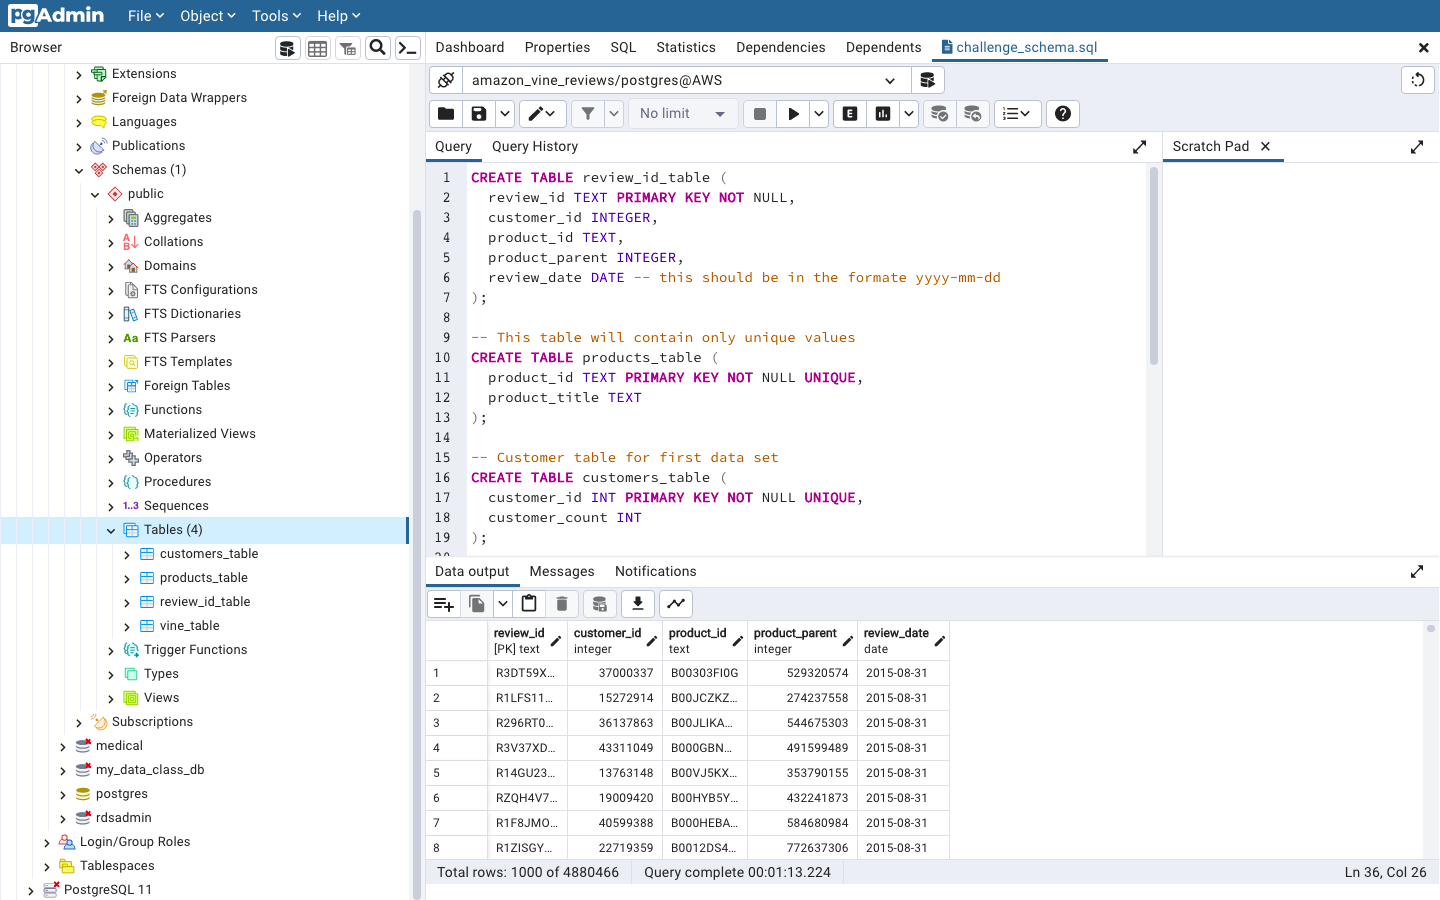 pgAdmin File Object Tools Help
Browser
Dashboard Properties SQL Statistics Dependencies Dependents challenge_schema.sql
Extensions
Foreign Data Wrappers
Languages
Publications
Schemas (1)
public
Aggregates
Collations
Domains
FTS Configurations
FTS Dictionaries
Aa FTS Parsers
FTS Templates
Foreign Tables
Functions
Materialized Views
Operators
Procedures
1..3 Sequences
Tables (4)
customers_table
products_table
review_id_table
vine_table
Trigger Functions
Types
Views
Subscriptions
medical
my_data_class_db
postgres
rdsadmin
Login/Group Roles
Tablespaces
PostgreSQL 11
amazon_vine_reviews/postgres@AWS
No limit
E
Query Query History
Scratch Pad
1 CREATE TABLE review_id_table (
2 review_id TEXT PRIMARY KEY NOT NULL,
3 customer_id INTEGER,
4 product_id TEXT,
5 product_parent INTEGER,
6 review_date DATE -- this should be in the formate yyyy-mm-dd
7 );
8
9 -- This table will contain only unique values
10 CREATE TABLE products_table (
11 product_id TEXT PRIMARY KEY NOT NULL UNIQUE,
12 product_title TEXT
13 );
14
15 -- Customer table for first data set
16 CREATE TABLE customers_table (
17 customer_id INT PRIMARY KEY NOT NULL UNIQUE,
18 customer_count INT
19 );
Data output Messages Notifications
review_id customer_id product_id product_parent review_date
[PK] text integer text integer date
1 R3DT59X... 37000337 B00303FI0G 529320574 2015-08-31
2 R1LFS11... 15272914 B00JCZKZ... 274237558 2015-08-31
3 R296RT0... 36137863 B00JLIKA... 544675303 2015-08-31
4 R3V37XD... 43311049 B000GBN... 491599489 2015-08-31
5 R14GU23... 13763148 B00VJ5KX... 353790155 2015-08-31
6 RZQH4V7... 19009420 B00HYB5Y... 432241873 2015-08-31
7 R1F8JMO... 40599388 B000HEBA... 584680984 2015-08-31
8 R1ZISGY... 22719359 B0012DS4... 772637306 2015-08-31
Total rows: 1000 of 4880466 Query complete 00:01:13.224 Ln 36, Col 26